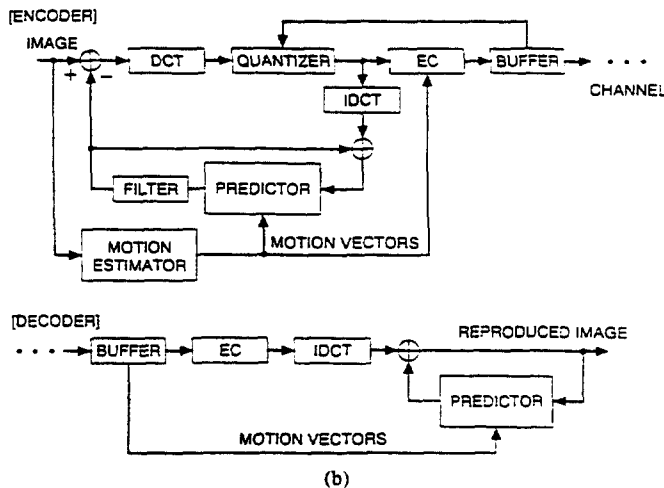 [ENCODER]
IMAGE
+
−
DCT
QUANTIZER
EC
BUFFER
CHANNEL
IDCT
FILTER
PREDICTOR
MOTION ESTIMATOR
MOTION VECTORS
[DECODER]
BUFFER
EC
IDCT
REPRODUCED IMAGE
PREDICTOR
MOTION VECTORS
(b)